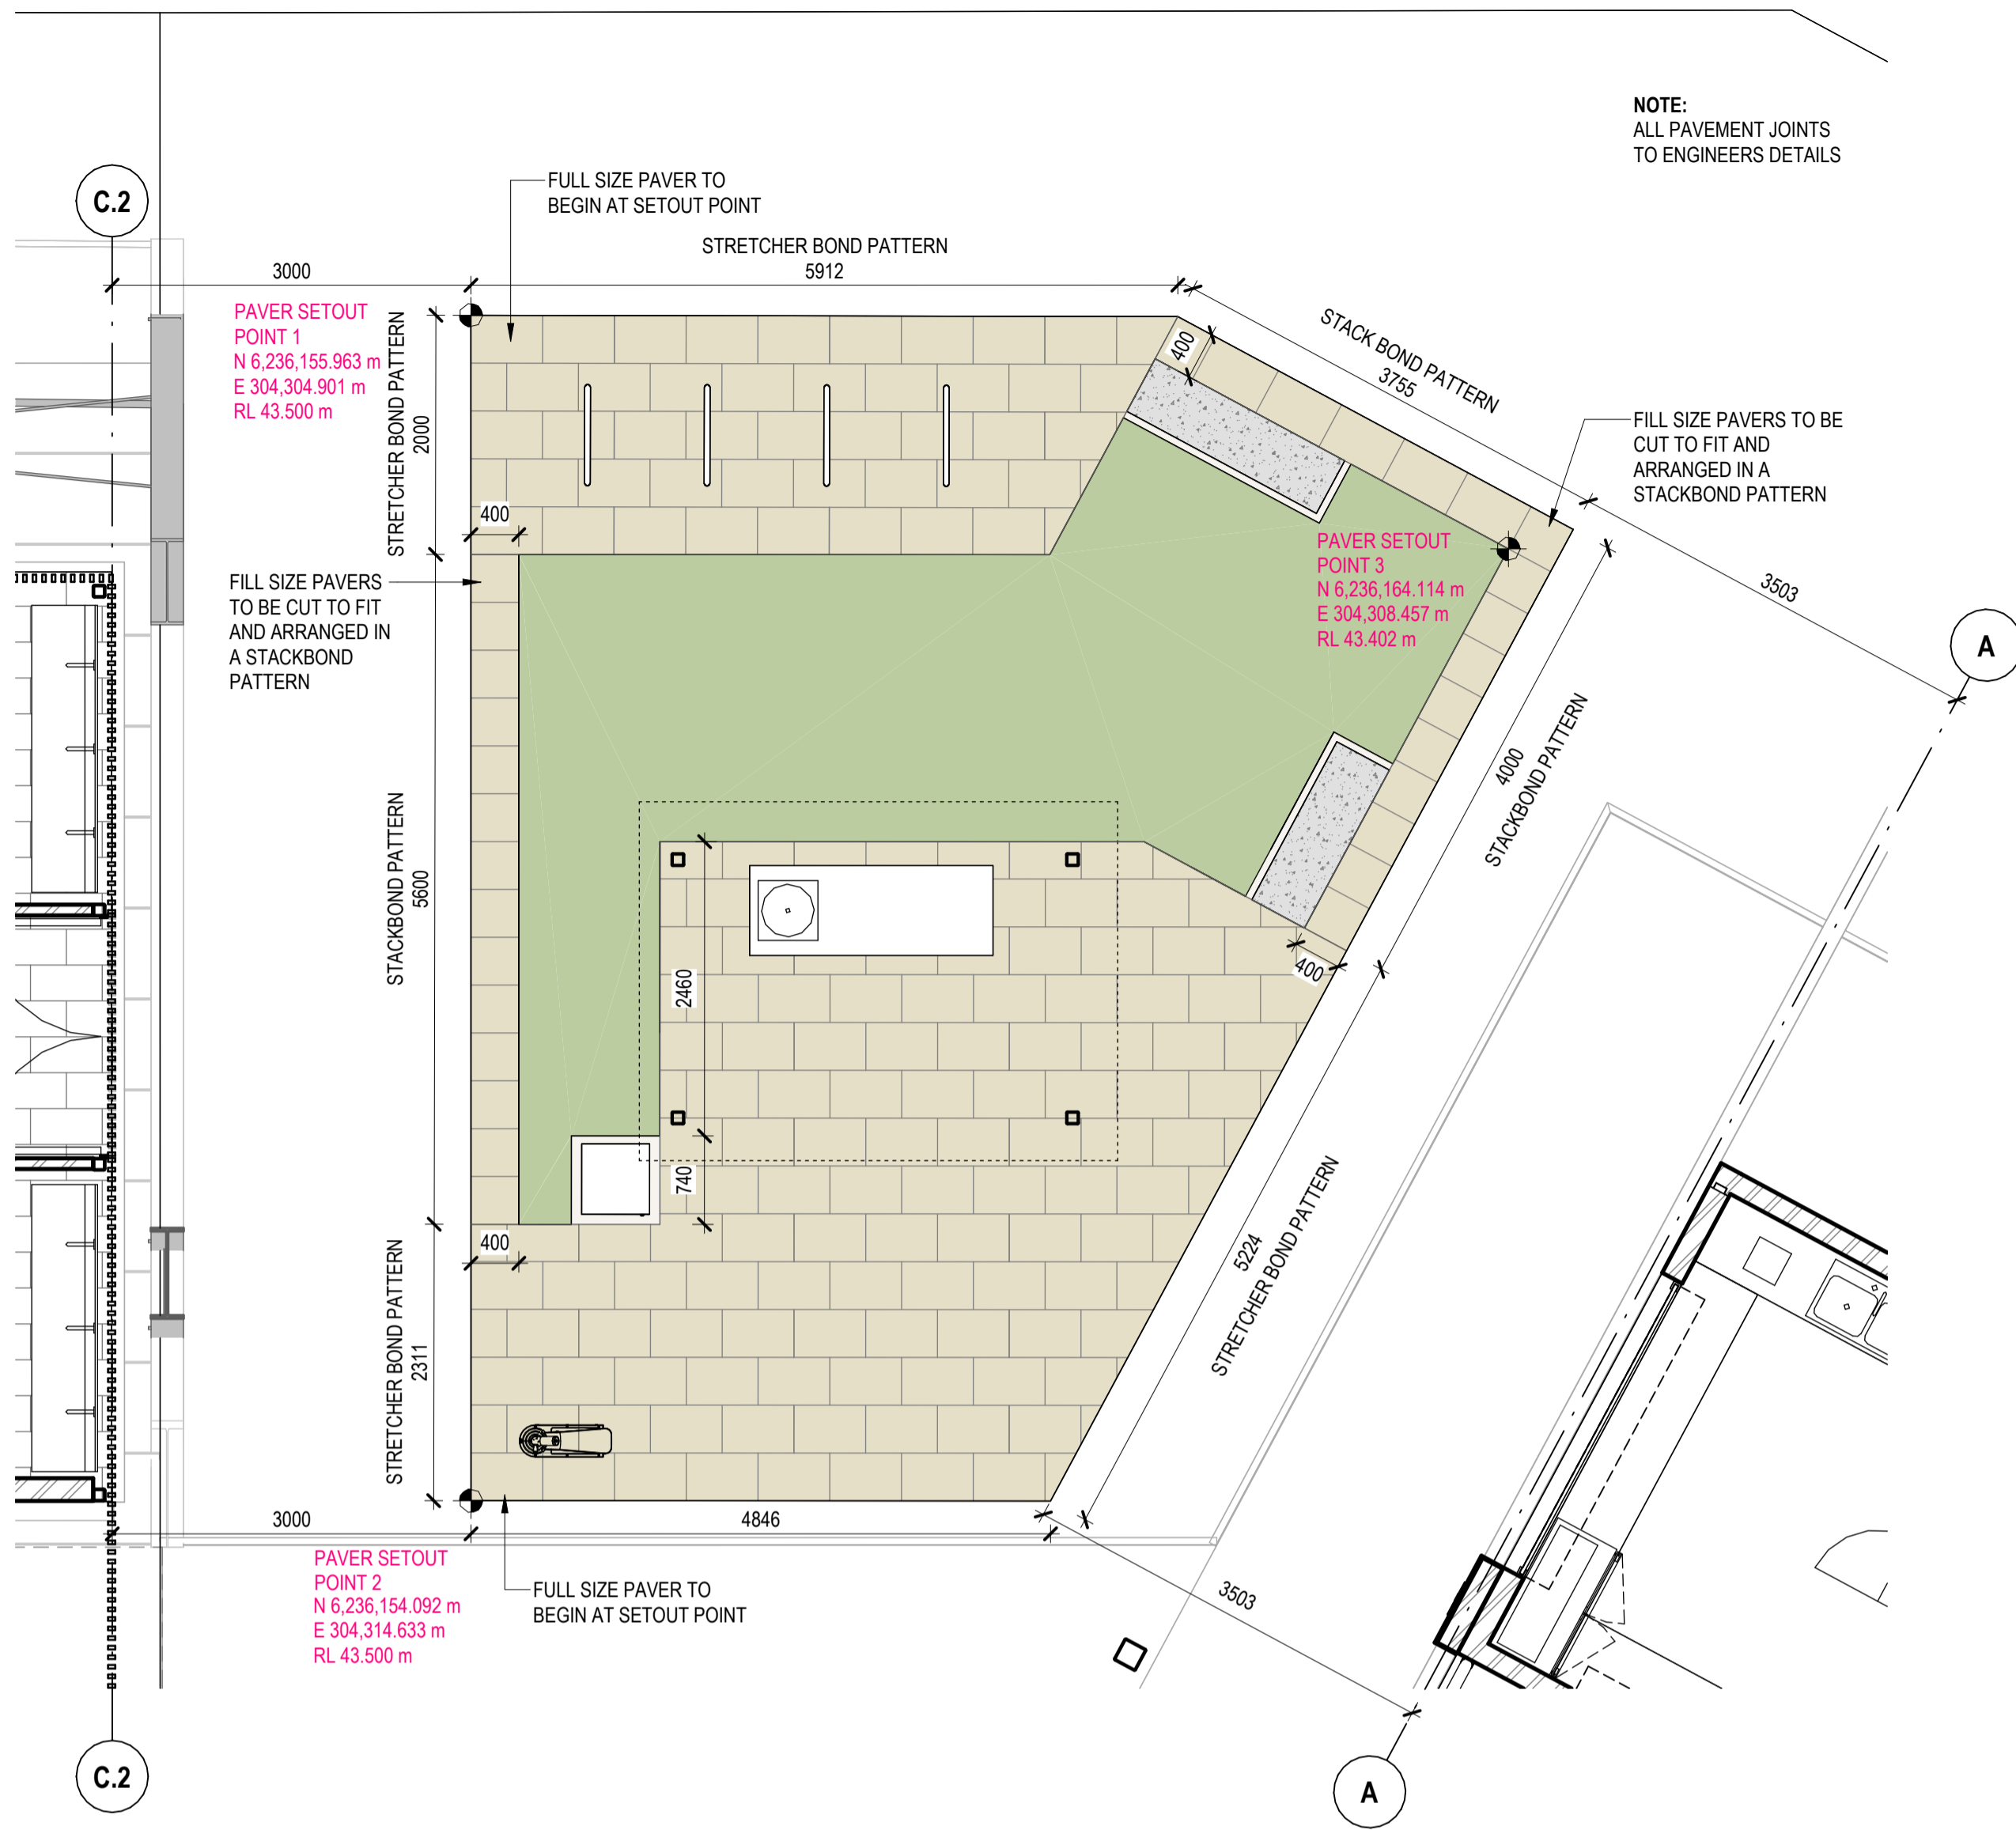 NOTE:
ALL PAVEMENT JOINTS
TO ENGINEERS DETAILS
C.2
FULL SIZE PAVER TO
BEGIN AT SETOUT POINT
STRETCHER BOND PATTERN
3000
5912
PAVER SETOUT
POINT 1
N 6,236,155.963 m
E 304,304.901 m
RL 43.500 m
STRETCHER BOND PATTERN
2000
STACK BOND PATTERN
3755
400
FILL SIZE PAVERS TO BE
CUT TO FIT AND
ARRANGED IN A
STACKBOND PATTERN
400
PAVER SETOUT
POINT 3
N 6,236,164.114 m
E 304,308.457 m
RL 43.402 m
3503
A
FILL SIZE PAVERS
TO BE CUT TO FIT
AND ARRANGED IN
A STACKBOND
PATTERN
4000
STACKBOND PATTERN
STACKBOND PATTERN
5600
2460
400
740
400
STRETCHER BOND PATTERN
2311
5224
STRETCHER BOND PATTERN
3000
4846
PAVER SETOUT
POINT 2
N 6,236,154.092 m
E 304,314.633 m
RL 43.500 m
FULL SIZE PAVER TO
BEGIN AT SETOUT POINT
3503
C.2
A